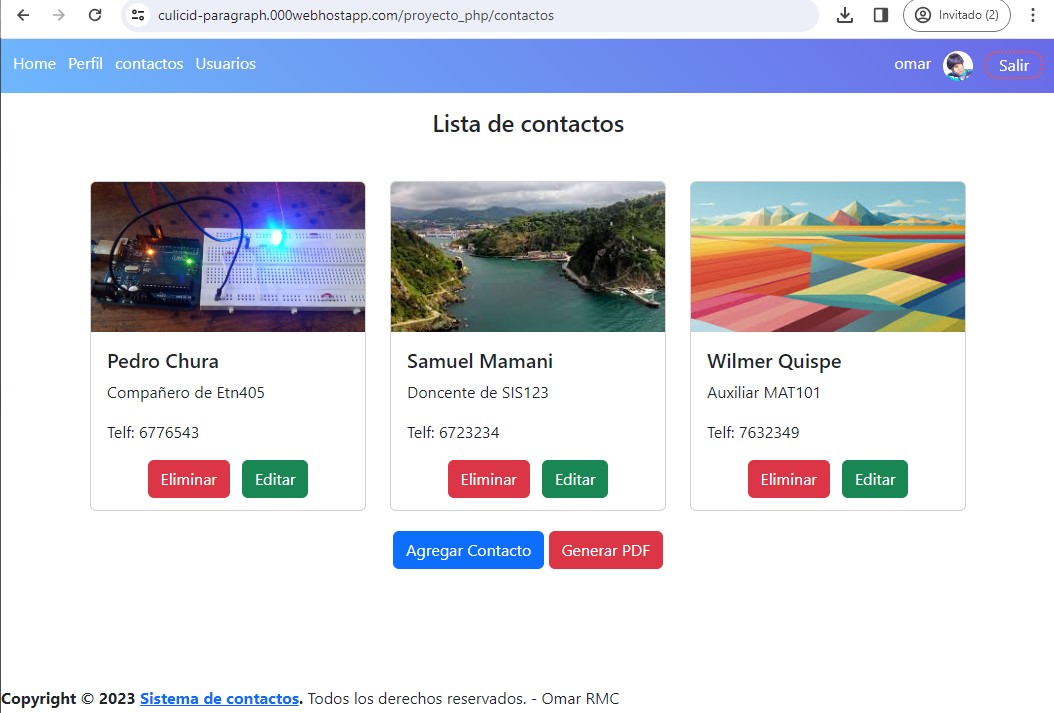 culicid-paragraph.000webhostapp.com/proyecto_php/contactos
Invitado (2)
Home Perfil contactos Usuarios
omar
Salir
Lista de contactos
Pedro Chura
Compañero de Etn405
Telf: 6776543
Eliminar Editar
Samuel Mamani
Doncente de SIS123
Telf: 6723234
Eliminar Editar
Wilmer Quispe
Auxiliar MAT101
Telf: 7632349
Eliminar Editar
Agregar Contacto Generar PDF
Copyright © 2023 Sistema de contactos. Todos los derechos reservados. - Omar RMC